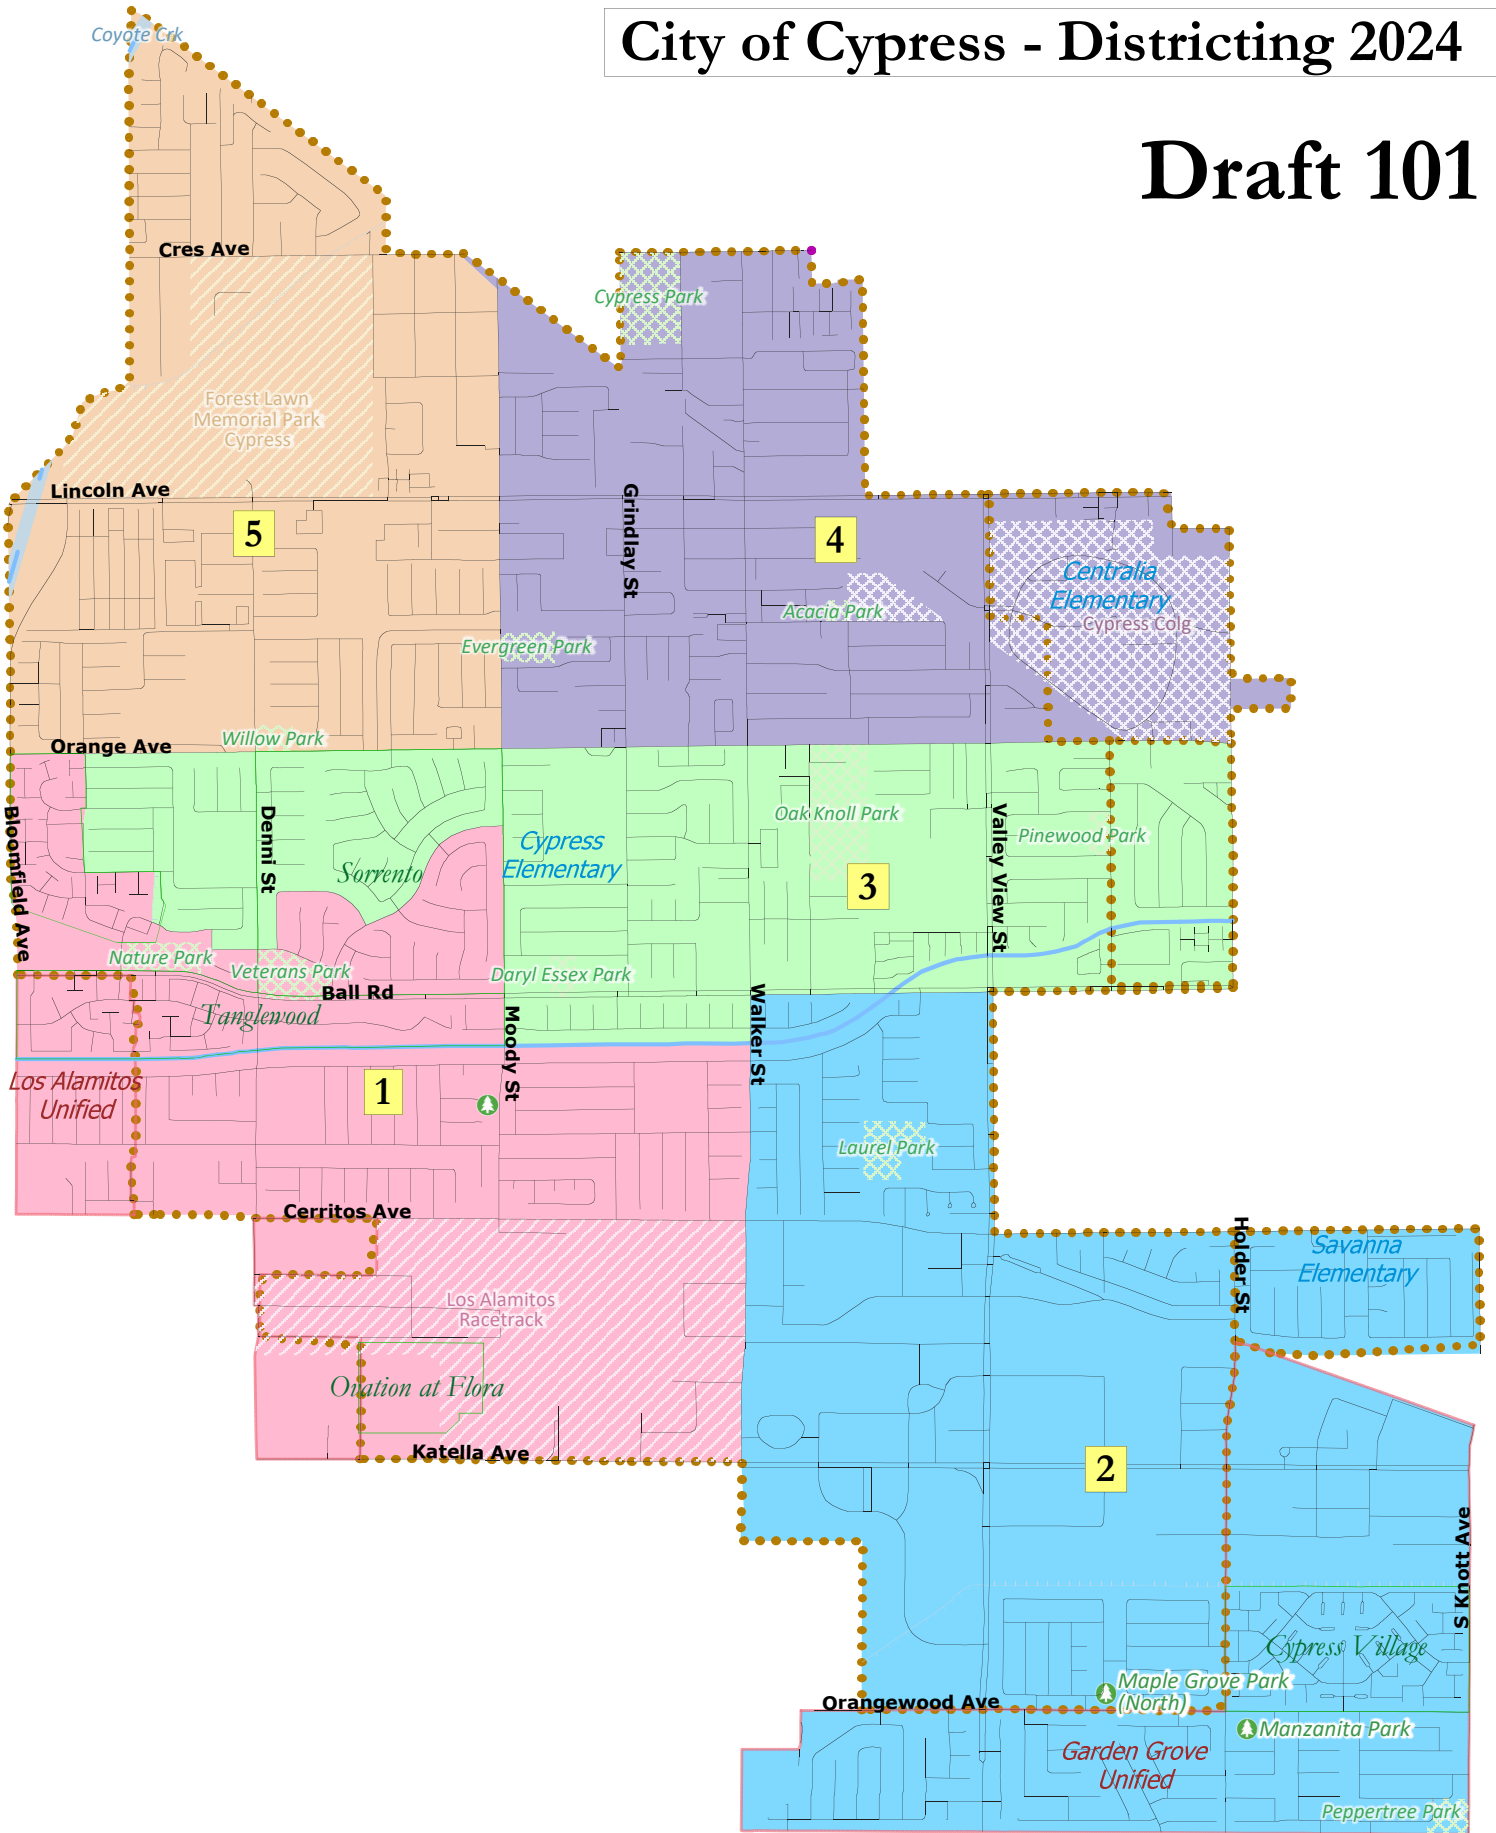 City of Cypress - Districting 2024
Draft 101
Coyote Crk
Cres Ave
Cypress Park
Forest Lawn
Memorial Park
Cypress
Lincoln Ave
5
Grindlay St
4
Centralia
Elementary
Acacia Park
Cypress Colg
Evergreen Park
Willow Park
Orange Ave
Bloomfield Ave
Denni St
Sorrento
Cypress
Elementary
Oak Knoll Park
Valley View St
Pinewood Park
3
Nature Park
Veterans Park
Daryl Essex Park
Ball Rd
Tanglewood
Moody St
Walker St
Los Alamitos
Unified
1
Laurel Park
Cerritos Ave
Holder St
Savanna
Elementary
Los Alamitos
Racetrack
Ovation at Flora
Katella Ave
2
S Knott Ave
Cypress Village
Maple Grove Park
(North)
Orangewood Ave
Manzanita Park
Garden Grove
Unified
Peppertree Park